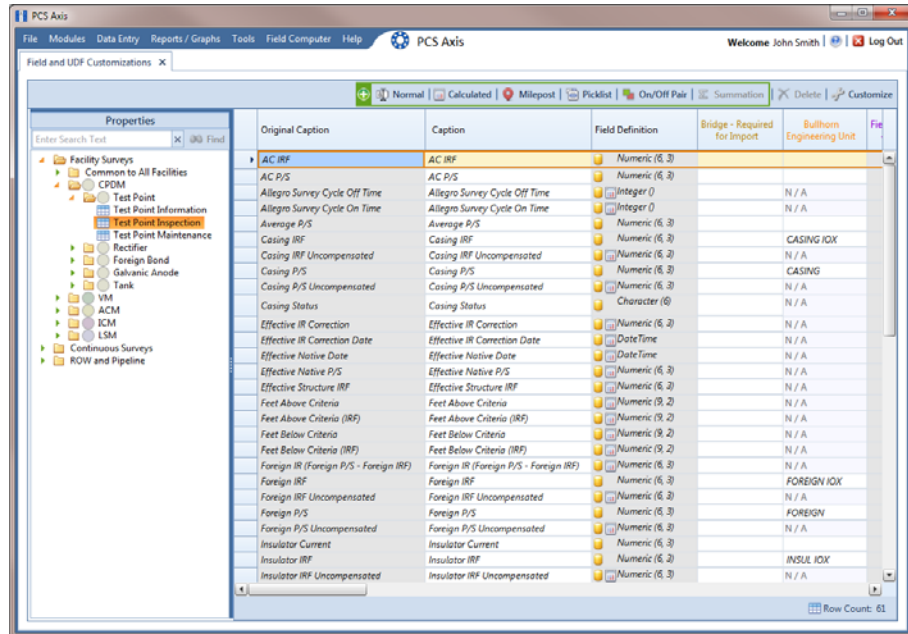 PCS Axis
File Modules Data Entry Reports / Graphs Tools Field Computer Help PCS Axis Welcome John Smith | Log Out
Field and UDF Customizations X
Normal | Calculated | Milepost | Picklist | On/Off Pair | Summation | Delete | Customize
Properties
Enter Search Text Find
Facility Surveys
Common to All Facilities
CPDM
Test Point
Test Point Information
Test Point Inspection
Test Point Maintenance
Rectifier
Foreign Bond
Galvanic Anode
Tank
VM
ACM
ICM
LSM
Continuous Surveys
ROW and Pipeline
Original Caption Caption Field Definition Bridge - Required for Import Bullhorn Engineering Unit Fie
AC IRF AC IRF Numeric (6, 3)
AC P/S AC P/S Numeric (6, 3)
Allegro Survey Cycle Off Time Allegro Survey Cycle Off Time Integer () N / A
Allegro Survey Cycle On Time Allegro Survey Cycle On Time Integer () N / A
Average P/S Average P/S Numeric (6, 3)
Casing IRF Casing IRF Numeric (6, 3) CASING IOX
Casing IRF Uncompensated Casing IRF Uncompensated Numeric (6, 3) N / A
Casing P/S Casing P/S Numeric (6, 3) CASING
Casing P/S Uncompensated Casing P/S Uncompensated Numeric (6, 3) N / A
Casing Status Casing Status Character (6) N / A
Effective IR Correction Effective IR Correction Numeric (6, 3) N / A
Effective IR Correction Date Effective IR Correction Date DateTime N / A
Effective Native Date Effective Native Date DateTime N / A
Effective Native P/S Effective Native P/S Numeric (6, 3) N / A
Effective Structure IRF Effective Structure IRF Numeric (6, 3) N / A
Feet Above Criteria Feet Above Criteria Numeric (9, 2) N / A
Feet Above Criteria (IRF) Feet Above Criteria (IRF) Numeric (9, 2) N / A
Feet Below Criteria Feet Below Criteria Numeric (9, 2) N / A
Feet Below Criteria (IRF) Feet Below Criteria (IRF) Numeric (9, 2) N / A
Foreign IR (Foreign P/S - Foreign IRF) Foreign IR (Foreign P/S - Foreign IRF) Numeric (6, 3) N / A
Foreign IRF Foreign IRF Numeric (6, 3) FOREIGN IOX
Foreign IRF Uncompensated Foreign IRF Uncompensated Numeric (6, 3) N / A
Foreign P/S Foreign P/S Numeric (6, 3) FOREIGN
Foreign P/S Uncompensated Foreign P/S Uncompensated Numeric (6, 3) N / A
Insulator Current Insulator Current Numeric (6, 3)
Insulator IRF Insulator IRF Numeric (6, 3) INSUL IOX
Insulator IRF Uncompensated Insulator IRF Uncompensated Numeric (6, 3) N / A
Row Count: 61